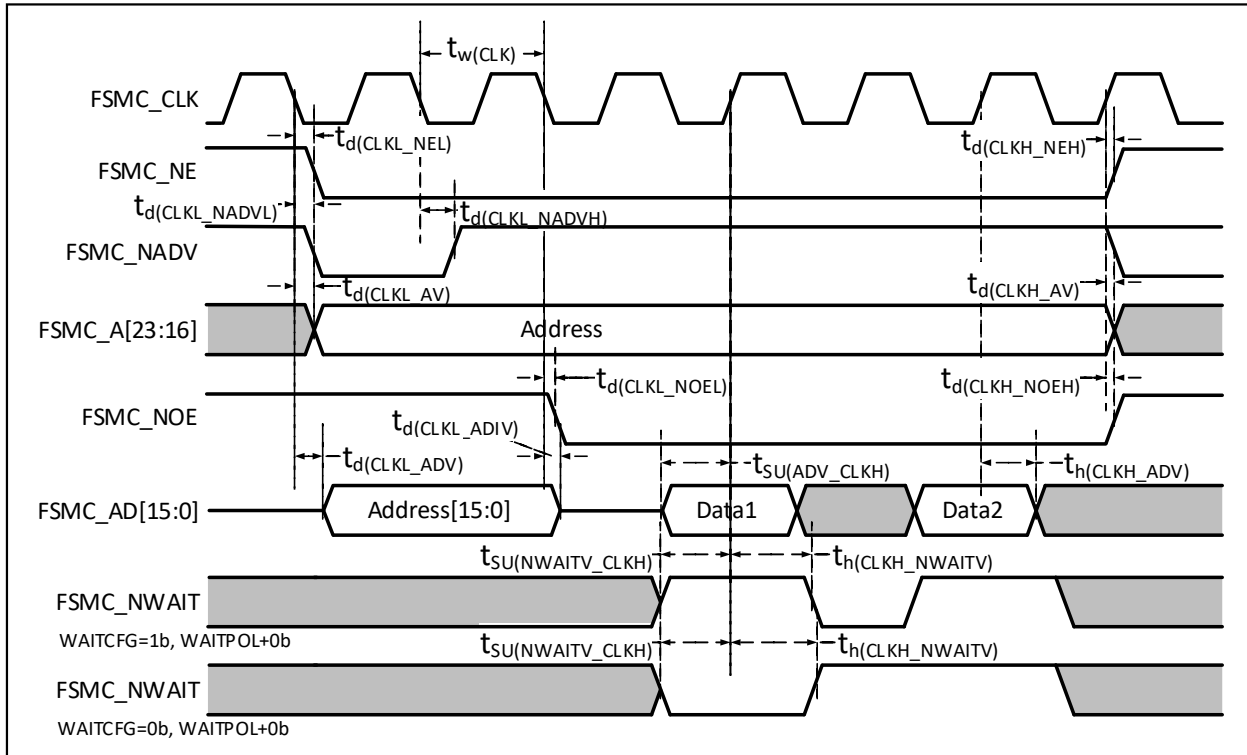 tw(CLK)
FSMC_CLK
td(CLKL_NEL)
td(CLKH_NEH)
FSMC_NE
td(CLKL_NADVL)
td(CLKL_NADVH)
FSMC_NADV
td(CLKL_AV)
td(CLKH_AV)
FSMC_A[23:16]
Address
td(CLKL_NOEL)
td(CLKH_NOEH)
FSMC_NOE
td(CLKL_ADIV)
td(CLKL_ADV)
tSU(ADV_CLKH)
th(CLKH_ADV)
FSMC_AD[15:0]
Address[15:0]
Data1
Data2
tSU(NWAITV_CLKH)
th(CLKH_NWAITV)
FSMC_NWAIT
WAITCFG=1b, WAITPOL+0b
tSU(NWAITV_CLKH)
th(CLKH_NWAITV)
FSMC_NWAIT
WAITCFG=0b, WAITPOL+0b